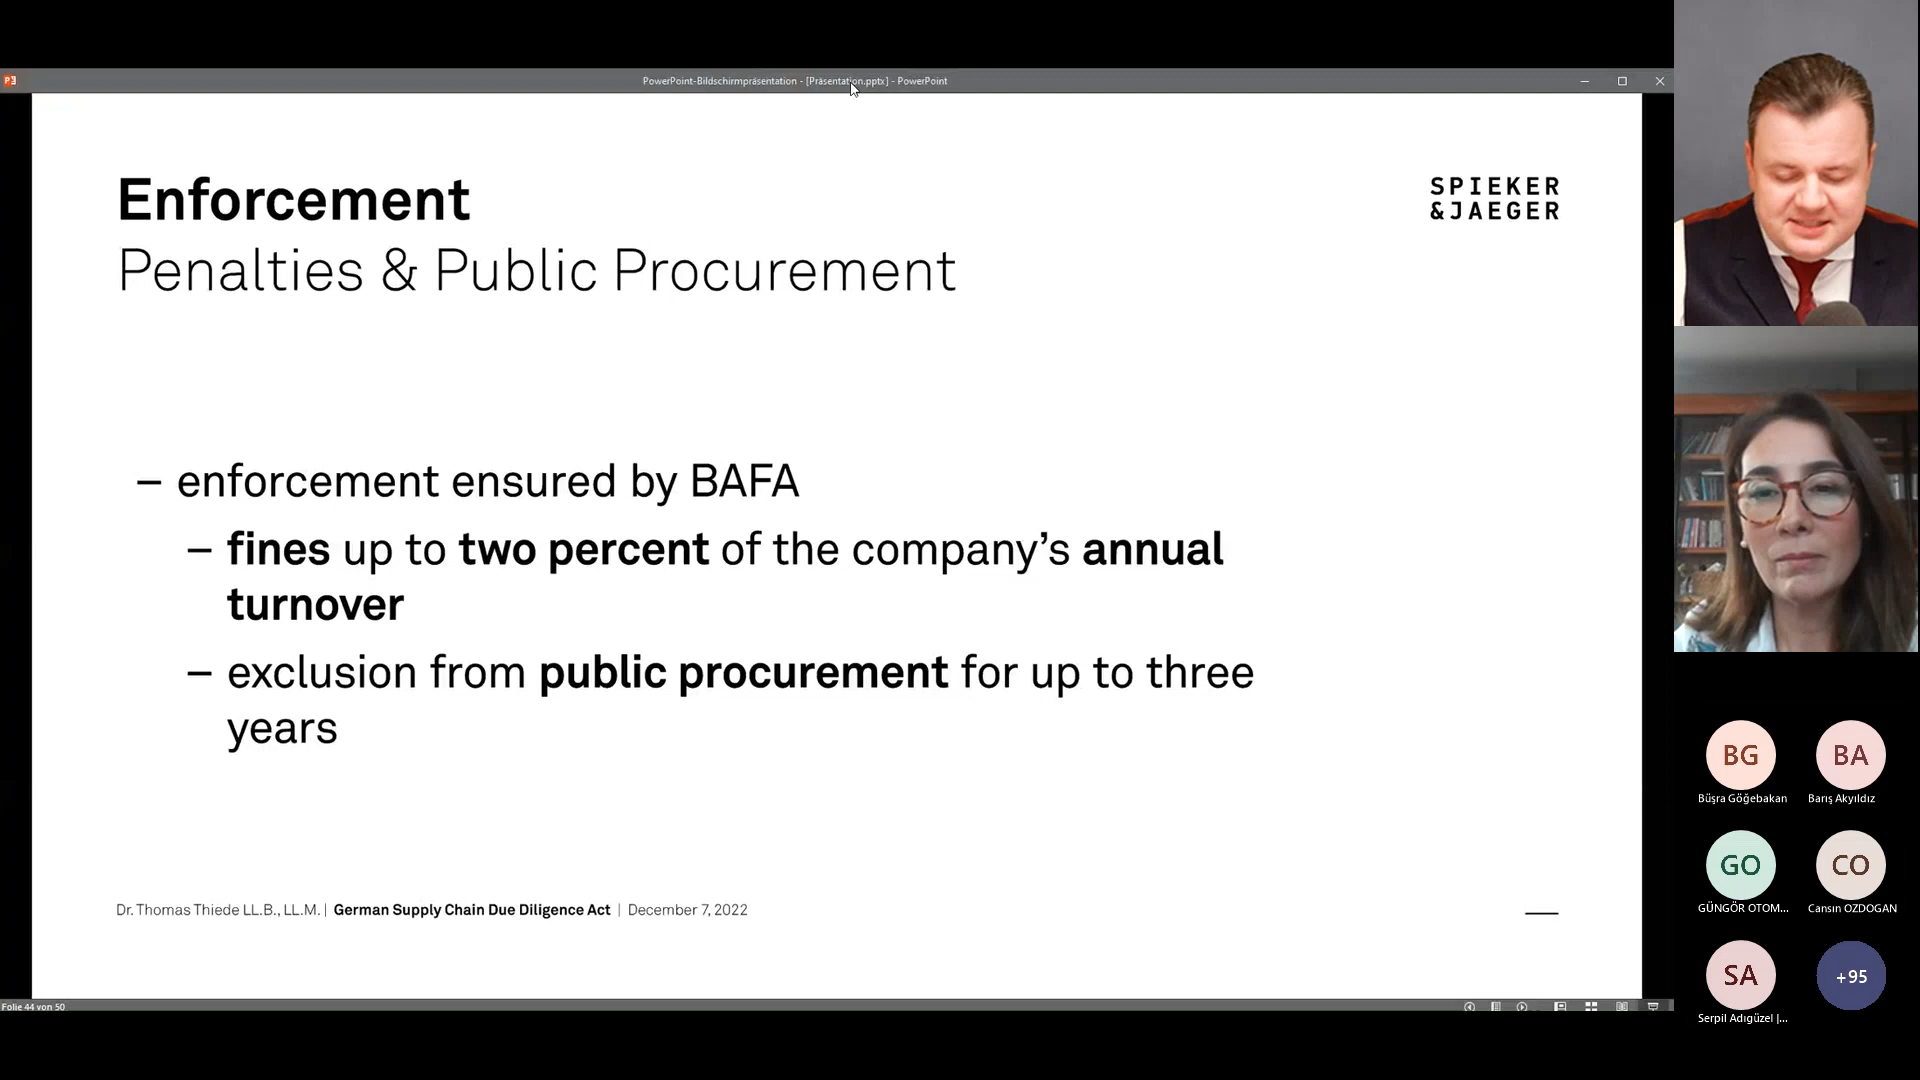 PowerPoint-Bildschirmpräsentation - [Präsentation.pptx] - PowerPoint
Enforcement
Penalties & Public Procurement
SPIEKER
&JAEGER
– enforcement ensured by BAFA
– fines up to two percent of the company’s annual
turnover
– exclusion from public procurement for up to three
years
Dr. Thomas Thiede LL.B., LL.M. | German Supply Chain Due Diligence Act | December 7, 2022
Folie 44 von 50
BG
Büşra Göğebakan
BA
Barış Akyıldız
GO
GÜNGÖR OTOM...
CO
Cansın OZDOGAN
SA
Serpil Adıgüzel |...
+95